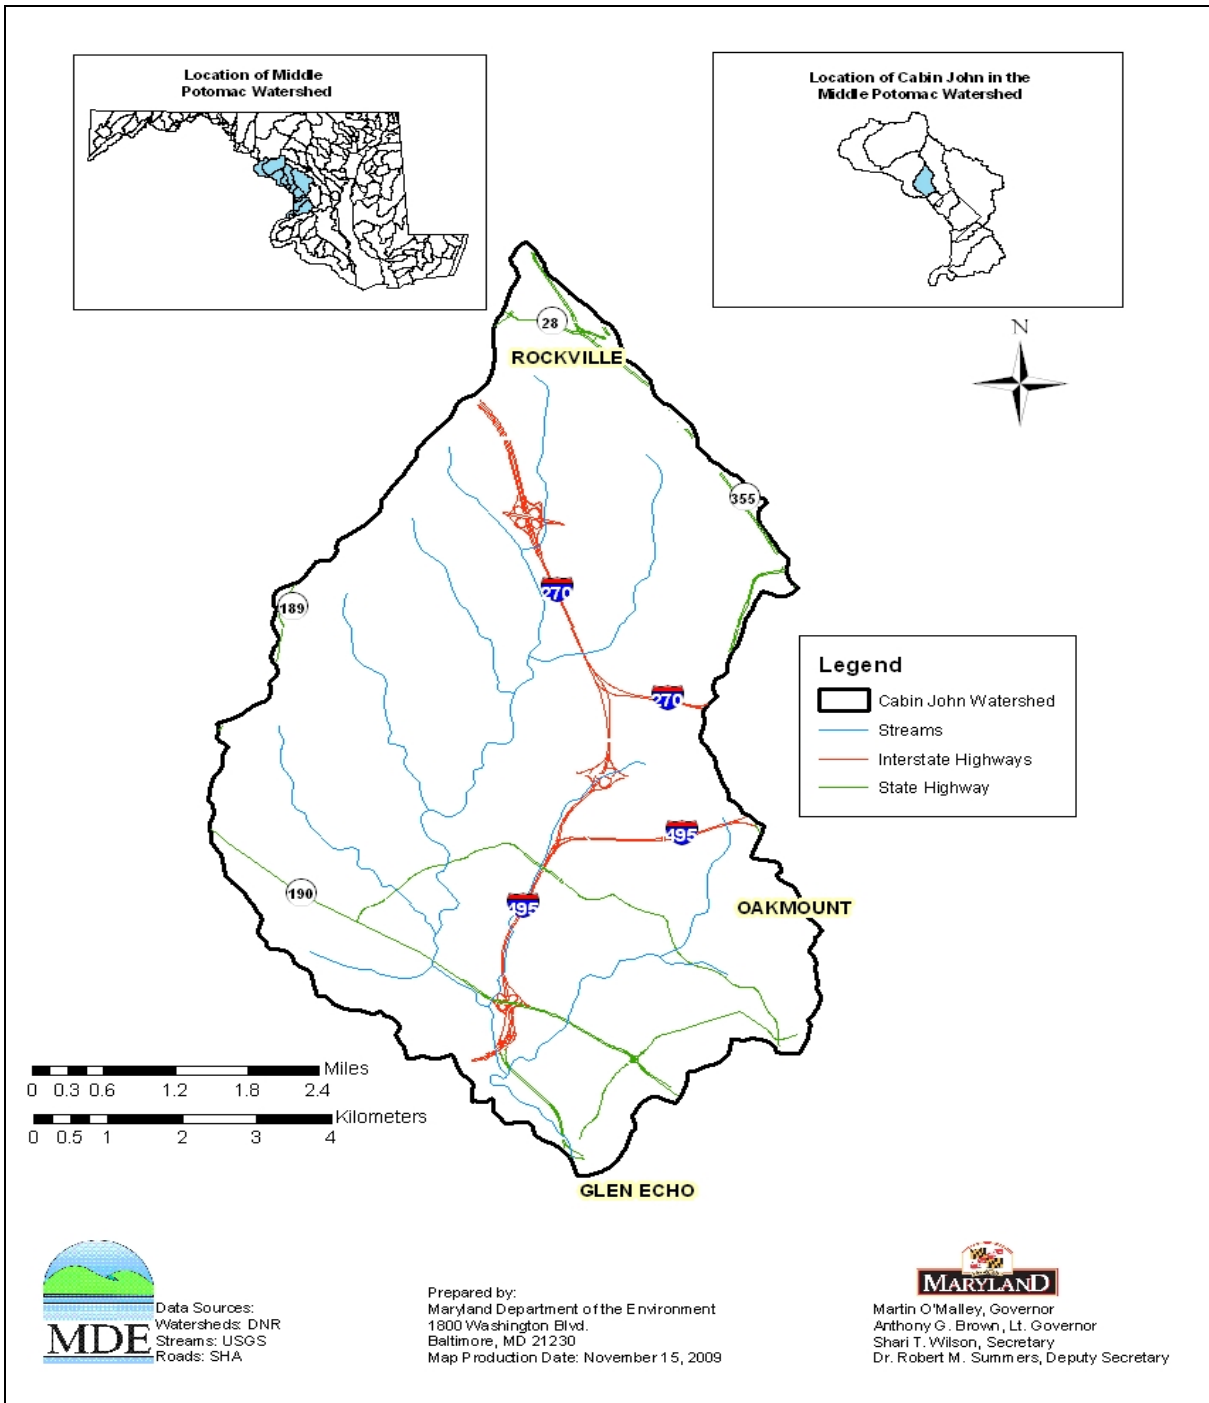 Location of Middle
Potomac Watershed
Location of Cabin John in the
Middle Potomac Watershed
N
28
ROCKVILLE
355
270
189
Legend
Cabin John Watershed
Streams
Interstate Highways
State Highway
270
495
190
495
OAKMOUNT
Miles
0 0.3 0.6 1.2 1.8 2.4
Kilometers
0 0.5 1 2 3 4
GLEN ECHO
MDE
Data Sources:
Watersheds: DNR
Streams: USGS
Roads: SHA
Prepared by:
Maryland Department of the Environment
1800 Washington Blvd.
Baltimore, MD 21230
Map Production Date: November 15, 2009
MARYLAND
Martin O'Malley, Governor
Anthony G. Brown, Lt. Governor
Shari T. Wilson, Secretary
Dr. Robert M. Summers, Deputy Secretary